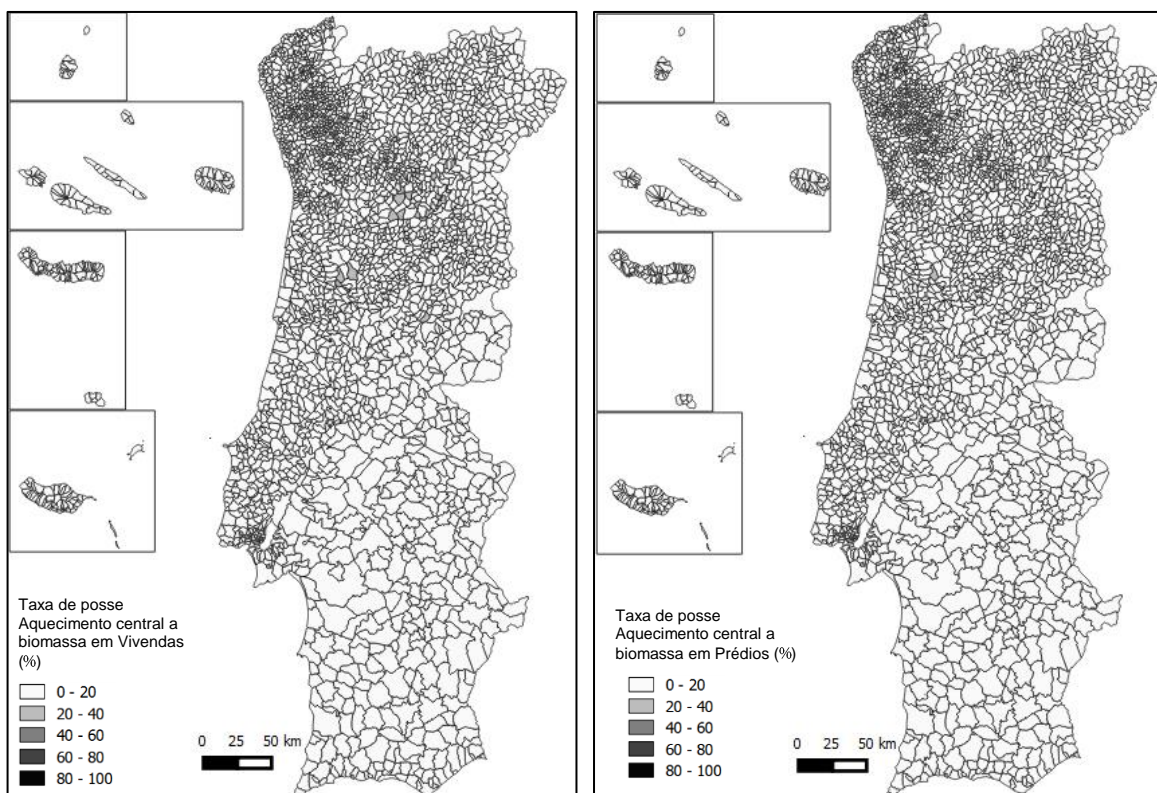 Taxa de posse
Aquecimento central a
biomassa em Vivendas
(%)
0 - 20
20 - 40
40 - 60
60 - 80
80 - 100
0 25 50 km
Taxa de posse
Aquecimento central a
biomassa em Prédios (%)
0 - 20
20 - 40
40 - 60
60 - 80
80 - 100
0 25 50 km